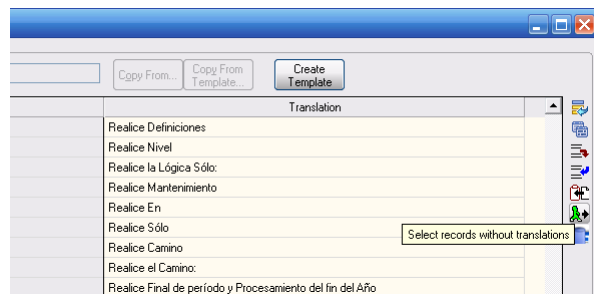 Copy From...
Copy From
Template...
Create
Template
Translation
Realice Definiciones
Realice Nivel
Realice la Lógica Sólo:
Realice Mantenimiento
Realice En
Realice Sólo
Select records without translations
Realice Camino
Realice el Camino:
Realice Final de período y Procesamiento del fin del Año